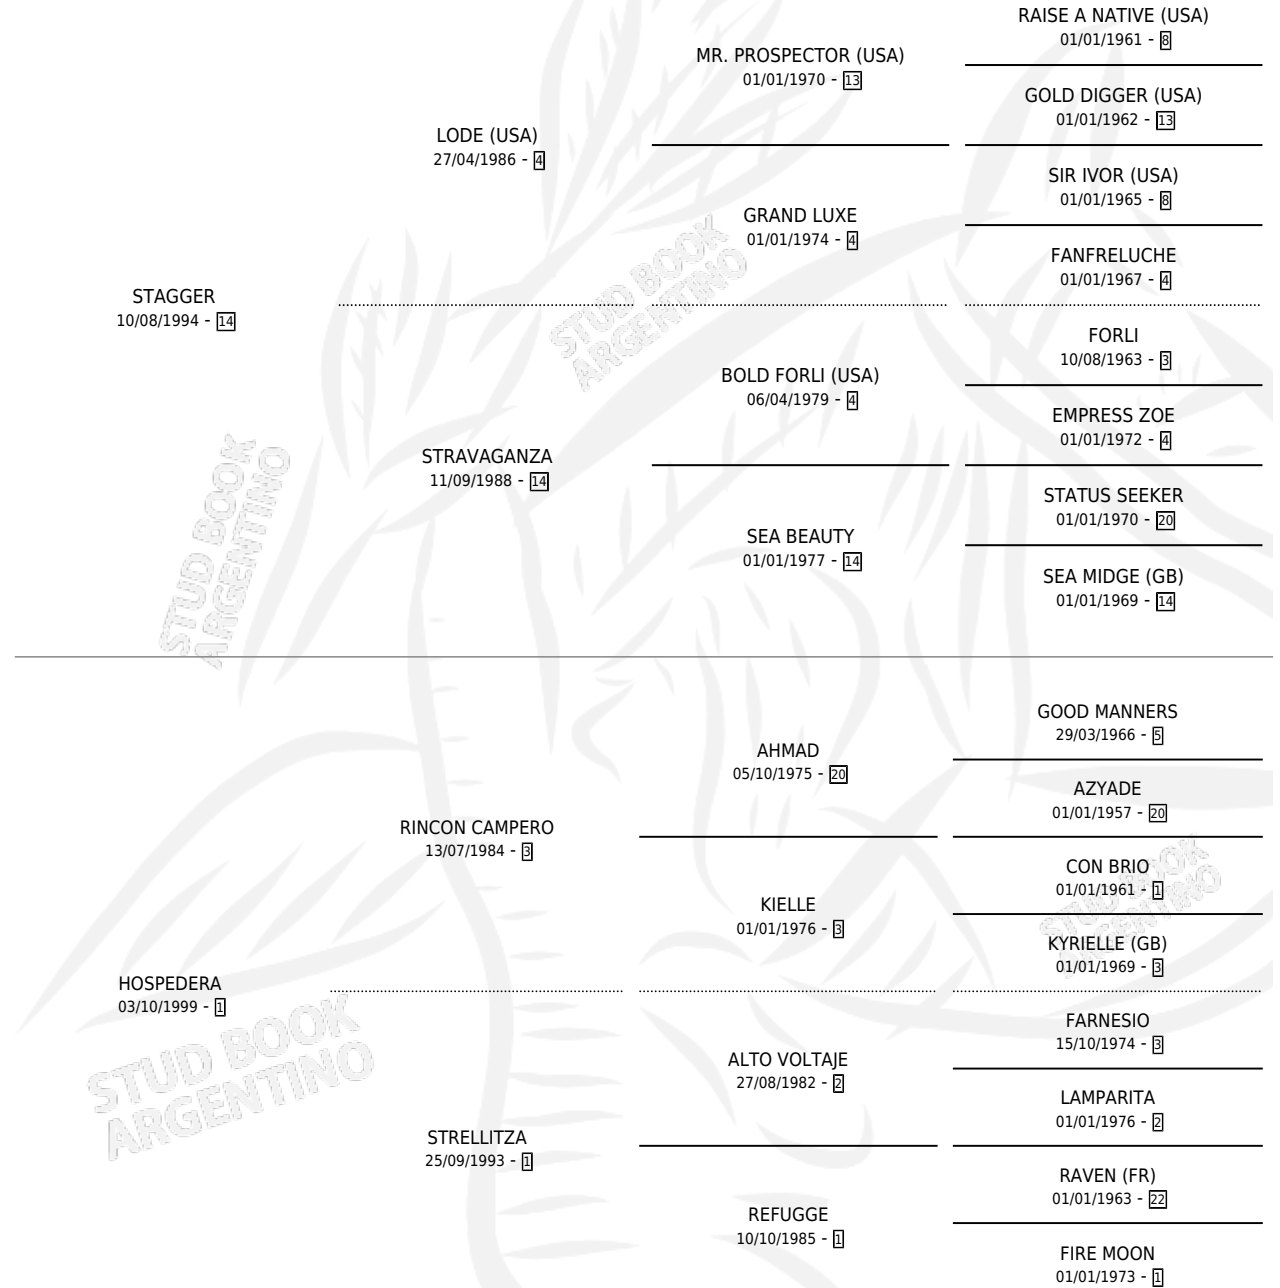 RAISE A NATIVE (USA)
01/01/1961 - 8
MR. PROSPECTOR (USA)
01/01/1970 - 13
GOLD DIGGER (USA)
01/01/1962 - 13
LODE (USA)
27/04/1986 - 4
SIR IVOR (USA)
01/01/1965 - 8
GRAND LUXE
01/01/1974 - 4
FANFRELUCHE
01/01/1967 - 4
STAGGER
10/08/1994 - 14
FORLI
10/08/1963 - 3
BOLD FORLI (USA)
06/04/1979 - 4
EMPRESS ZOE
01/01/1972 - 4
STRAVAGANZA
11/09/1988 - 14
STATUS SEEKER
01/01/1970 - 20
SEA BEAUTY
01/01/1977 - 14
SEA MIDGE (GB)
01/01/1969 - 14
GOOD MANNERS
29/03/1966 - 5
AHMAD
05/10/1975 - 20
AZYADE
01/01/1957 - 20
RINCON CAMPERO
13/07/1984 - 3
CON BRIO
01/01/1961 - 1
KIELLE
01/01/1976 - 3
KYRIELLE (GB)
01/01/1969 - 3
HOSPEDERA
03/10/1999 - 1
FARNESIO
15/10/1974 - 3
ALTO VOLTAJE
27/08/1982 - 2
LAMPARITA
01/01/1976 - 2
STRELLITZA
25/09/1993 - 1
RAVEN (FR)
01/01/1963 - 22
REFUGGE
10/10/1985 - 1
FIRE MOON
01/01/1973 - 1
STUD BOOK
ARGENTINO
STUD BOOK
ARGENTINO
STUD BOOK
ARGENTINO
STUD BOOK
ARGENTINO